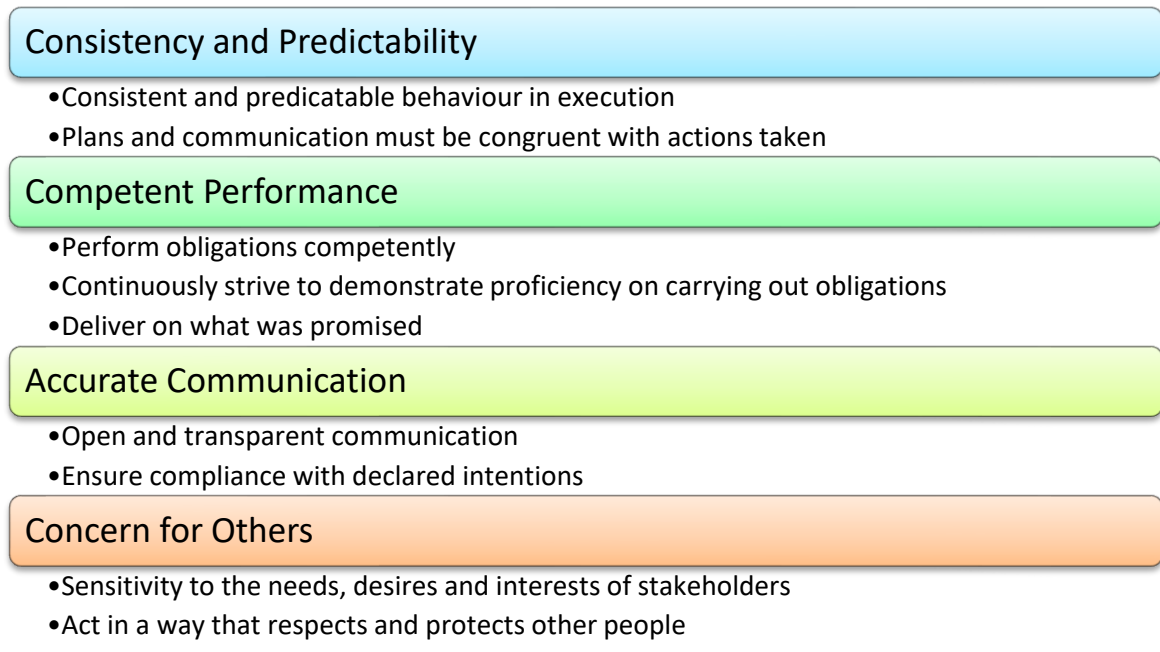 Consistency and Predictability
•Consistent and predicatable behaviour in execution
•Plans and communication must be congruent with actions taken
Competent Performance
•Perform obligations competently
•Continuously strive to demonstrate proficiency on carrying out obligations
•Deliver on what was promised
Accurate Communication
•Open and transparent communication
•Ensure compliance with declared intentions
Concern for Others
•Sensitivity to the needs, desires and interests of stakeholders
•Act in a way that respects and protects other people